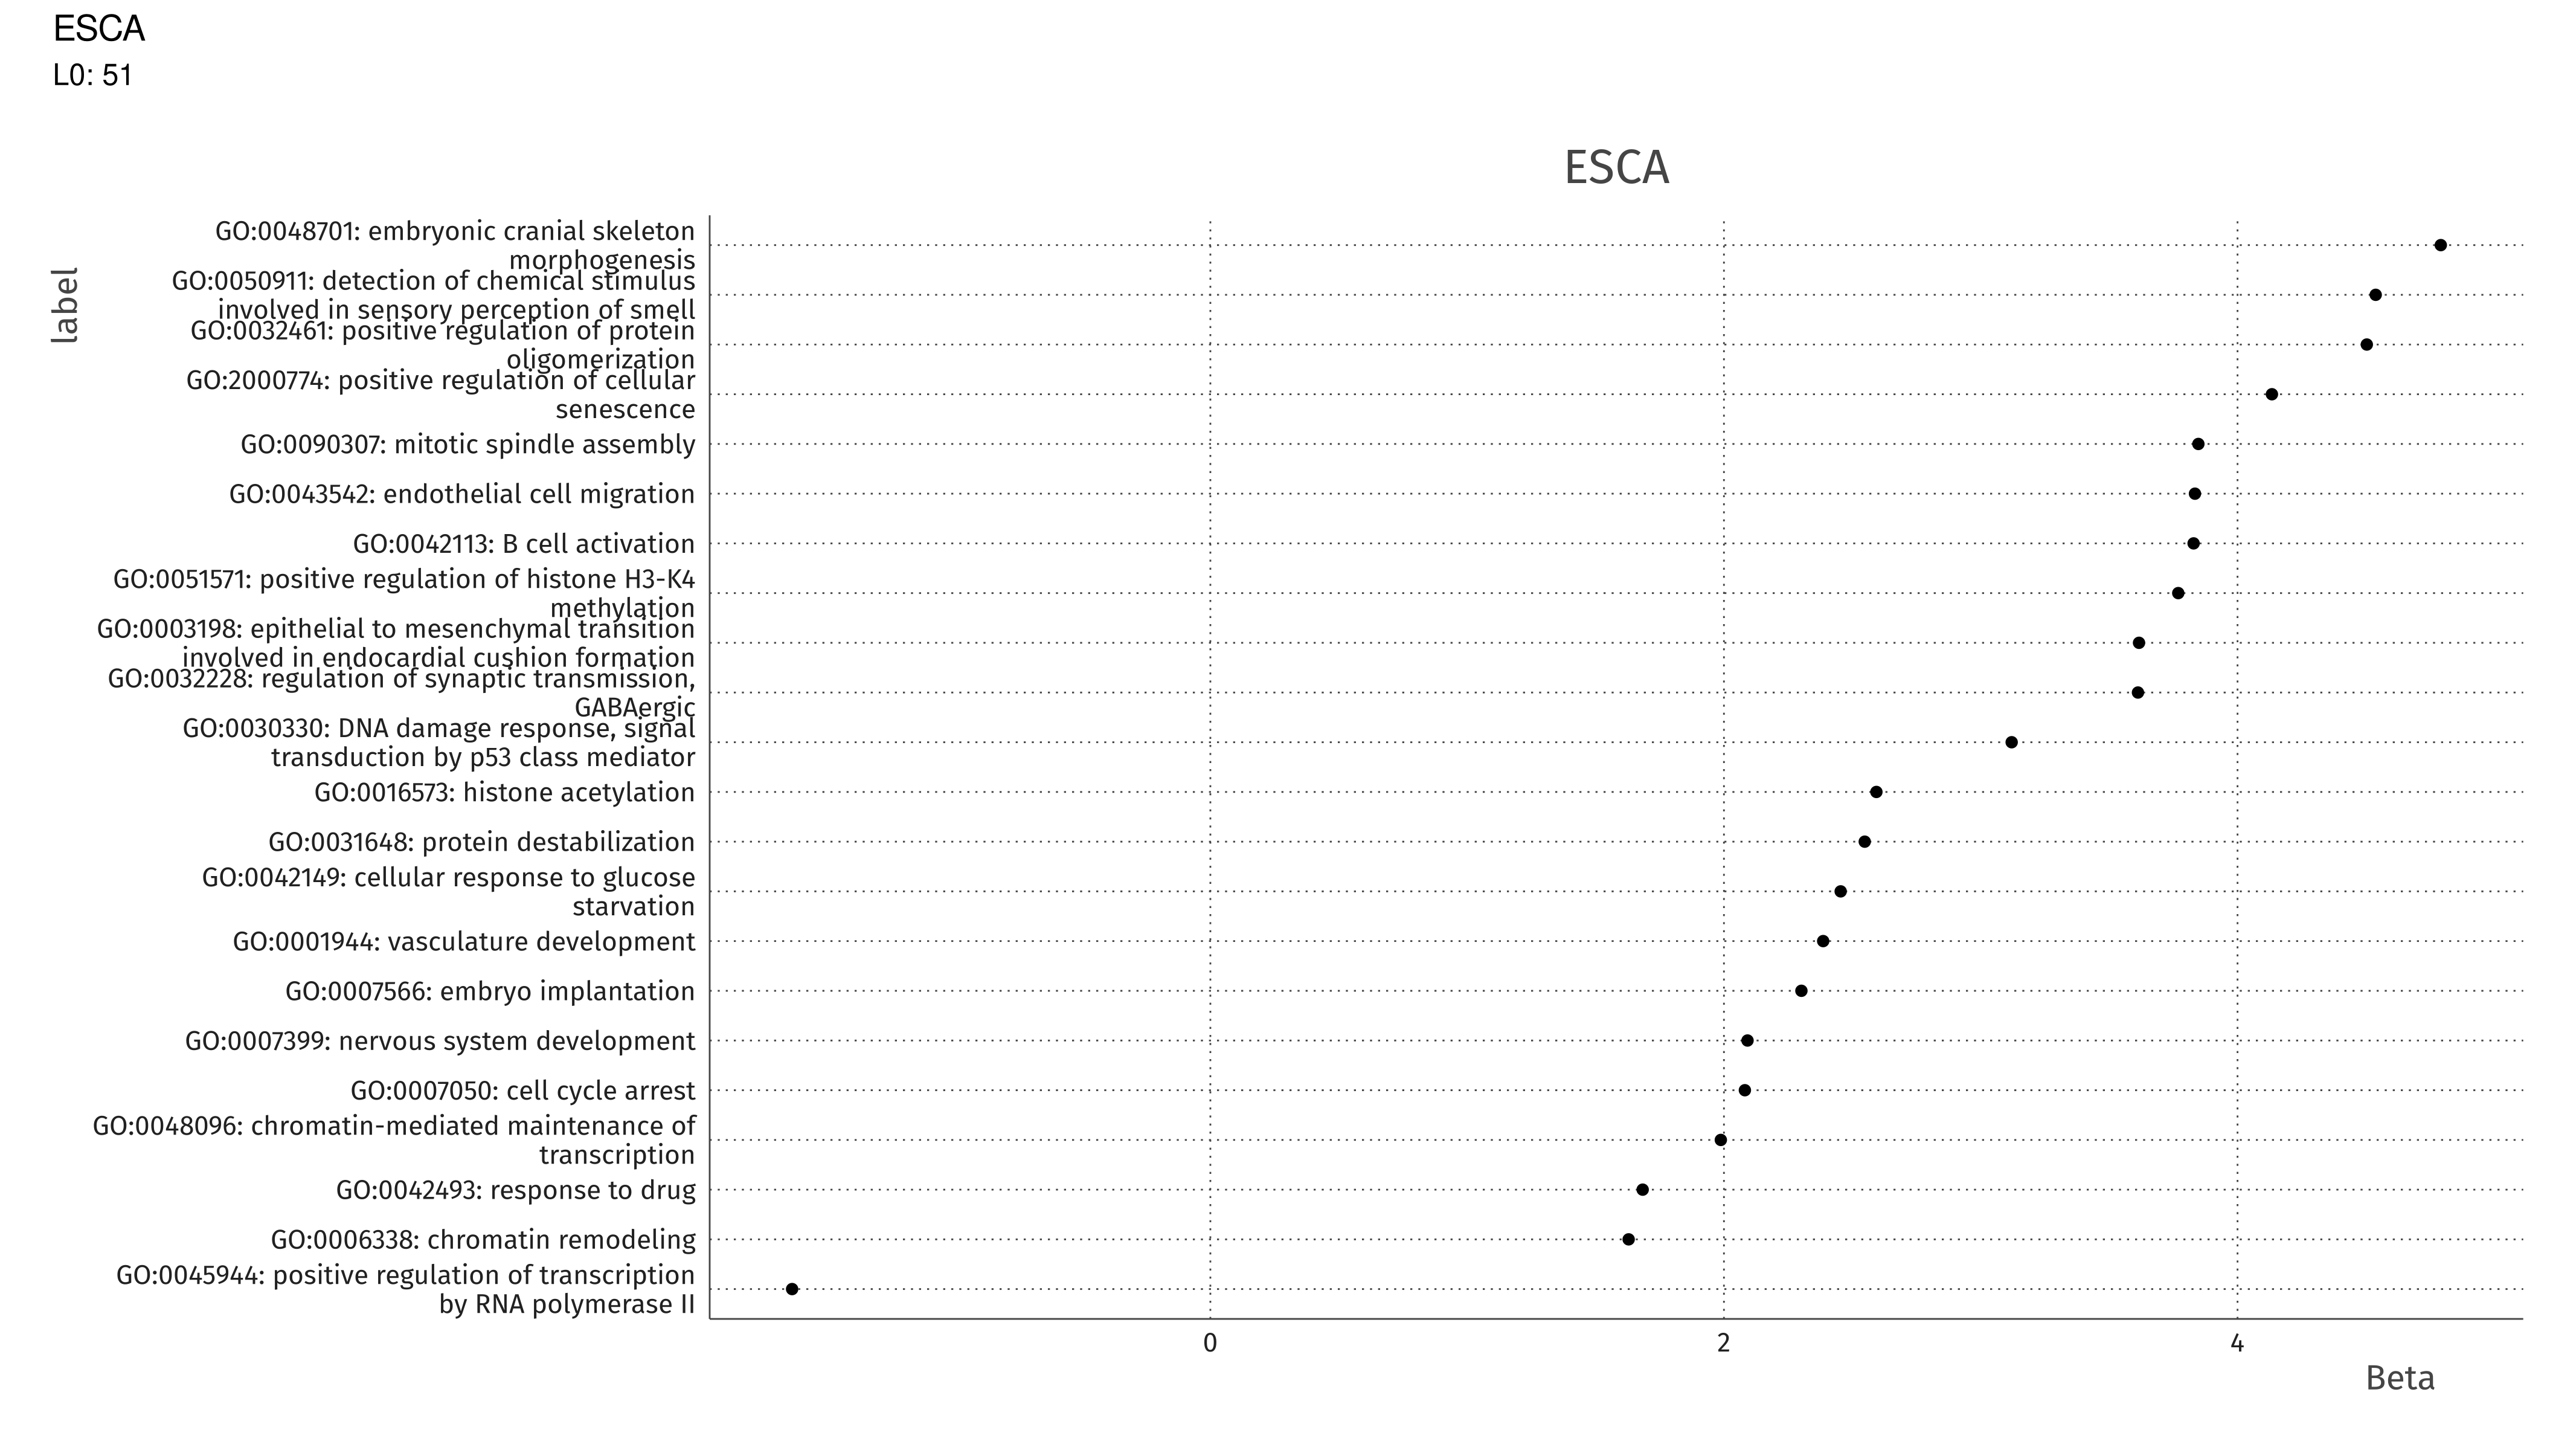 ESCA
L0: 51
ESCA
label
GO:0048701: embryonic cranial skeleton
morphogenesis
GO:0050911: detection of chemical stimulus
involved in sensory perception of smell
GO:0032461: positive regulation of protein
oligomerization
GO:2000774: positive regulation of cellular
senescence
GO:0090307: mitotic spindle assembly
GO:0043542: endothelial cell migration
GO:0042113: B cell activation
GO:0051571: positive regulation of histone H3-K4
methylation
GO:0003198: epithelial to mesenchymal transition
involved in endocardial cushion formation
GO:0032228: regulation of synaptic transmission,
GABAergic
GO:0030330: DNA damage response, signal
transduction by p53 class mediator
GO:0016573: histone acetylation
GO:0031648: protein destabilization
GO:0042149: cellular response to glucose
starvation
GO:0001944: vasculature development
GO:0007566: embryo implantation
GO:0007399: nervous system development
GO:0007050: cell cycle arrest
GO:0048096: chromatin-mediated maintenance of
transcription
GO:0042493: response to drug
GO:0006338: chromatin remodeling
GO:0045944: positive regulation of transcription
by RNA polymerase II
0 2 4
Beta